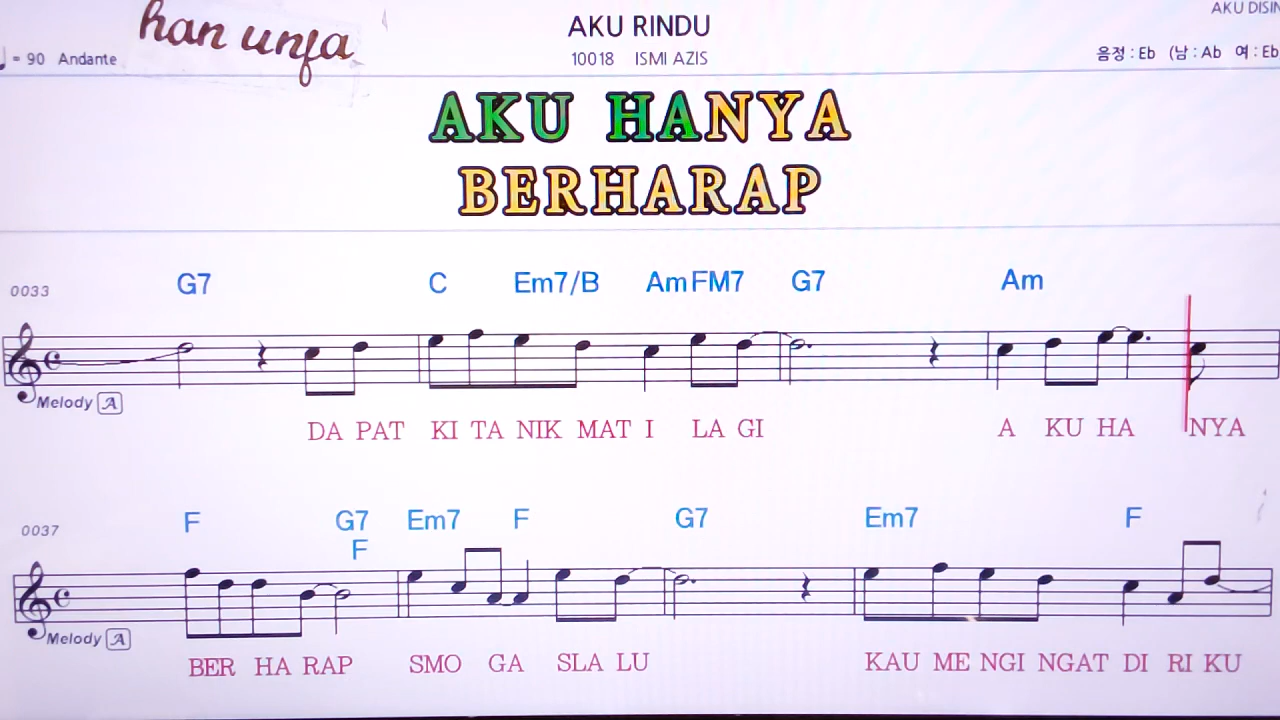 han unfa
AKU RINDU
AKU DISIN
= 90 Andante
10018 ISMI AZIS
음정 : Eb (남 : Ab 여 : Eb
AKU HANYA
BERHARAP
0033
G7 C Em7/B Am FM7 G7 Am
Melody A
DA PAT KI TA NIK MAT I LA GI A KU HA NYA
0037
F G7 Em7 F G7 Em7 F
F
Melody A
BER HA RAP SMO GA SLA LU KAU ME NGI NGAT DI RI KU